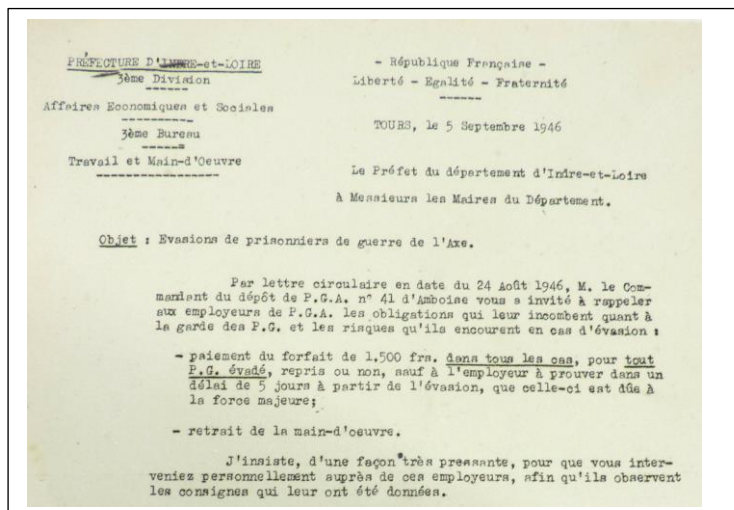 PRÉFECTURE D'INDRE-et-LOIRE
3ème Division
Affaires Economiques et Sociales
3ème Bureau
Travail et Main-d'Oeuvre
- République Française -
Liberté - Egalité - Fraternité
TOURS, le 5 Septembre 1946
Le Préfet du département d'Indre-et-Loire
à Messieurs les Maires du Département.
Objet : Evasions de prisonniers de guerre de l'Axe.
Par lettre circulaire en date du 24 Août 1946, M. le Com-
mandant du dépôt de P.G.A. n° 41 d'Amboise vous a invité à rappeler
aux employeurs de P.G.A. les obligations qui leur incombent quant à
la garde des P.G. et les risques qu'ils encourent en cas d'évasion :
- paiement du forfait de 1.500 frs. dans tous les cas, pour tout
P.G. évadé, repris ou non, sauf à l'employeur à prouver dans un
délai de 5 jours à partir de l'évasion, que celle-ci est dûe à
la force majeure;
- retrait de la main-d'oeuvre.
J'insiste, d'une façon très pressante, pour que vous inter-
veniez personnellement auprès de ces employeurs, afin qu'ils observent
les consignes qui leur ont été données.